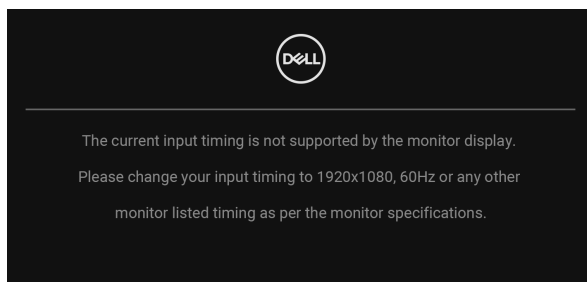 DELL
The current input timing is not supported by the monitor display.
Please change your input timing to 1920x1080, 60Hz or any other
monitor listed timing as per the monitor specifications.